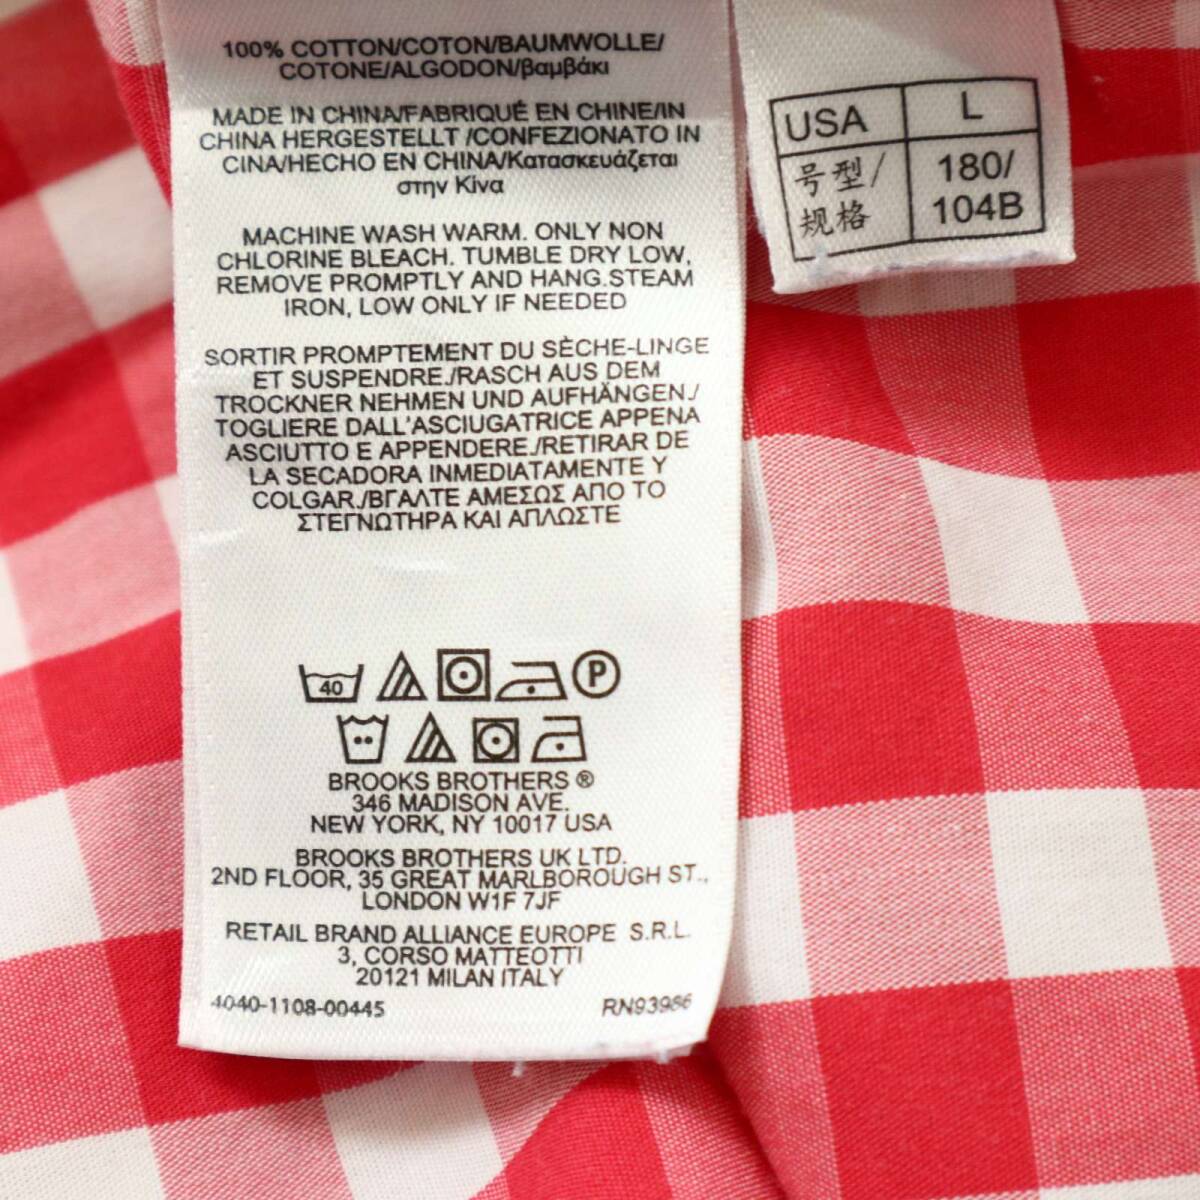 100% COTTON/COTON/BAUMWOLLE/
COTONE/ALGODON/βαμβάκι
MADE IN CHINA/FABRIQUÉ EN CHINE/IN
CHINA HERGESTELLT /CONFEZIONATO IN
CINA/HECHO EN CHINA/Κατασκευάζεται
στην Κίνα
MACHINE WASH WARM. ONLY NON
CHLORINE BLEACH. TUMBLE DRY LOW,
REMOVE PROMPTLY AND HANG.STEAM
IRON, LOW ONLY IF NEEDED
SORTIR PROMPTEMENT DU SÈCHE-LINGE
ET SUSPENDRE./RASCH AUS DEM
TROCKNER NEHMEN UND AUFHÄNGEN./
TOGLIERE DALL'ASCIUGATRICE APPENA
ASCIUTTO E APPENDERE./RETIRAR DE
LA SECADORA INMEDIATAMENTE Y
COLGAR./ΒΓΑΛΤΕ ΑΜΕΣΩΣ ΑΠΟ ΤΟ
ΣΤΕΓΝΩΤΗΡΑ ΚΑΙ ΑΠΛΩΣΤΕ
40 P
BROOKS BROTHERS ®
346 MADISON AVE.
NEW YORK, NY 10017 USA
BROOKS BROTHERS UK LTD.
2ND FLOOR, 35 GREAT MARLBOROUGH ST.,
LONDON W1F 7JF
RETAIL BRAND ALLIANCE EUROPE S.R.L.
3, CORSO MATTEOTTI
20121 MILAN ITALY
4040-1108-00445 RN93986
USA L
号型/ 180/
规格 104B